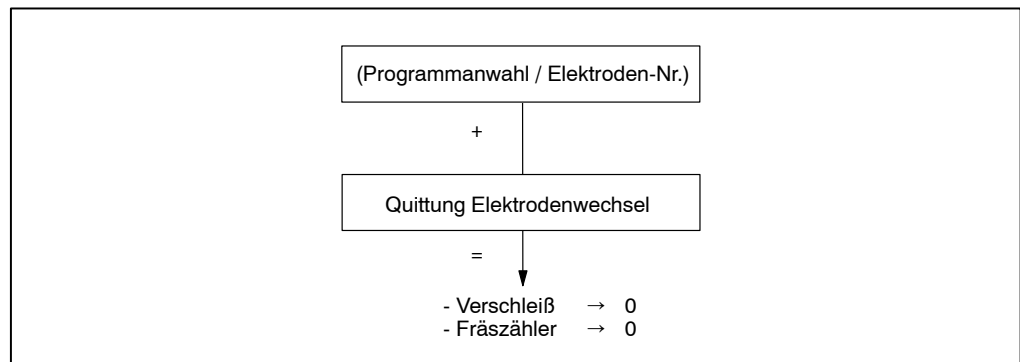 (Programmanwahl / Elektroden-Nr.)
+
Quittung Elektrodenwechsel
=
- Verschleiß → 0
- Fräszähler → 0